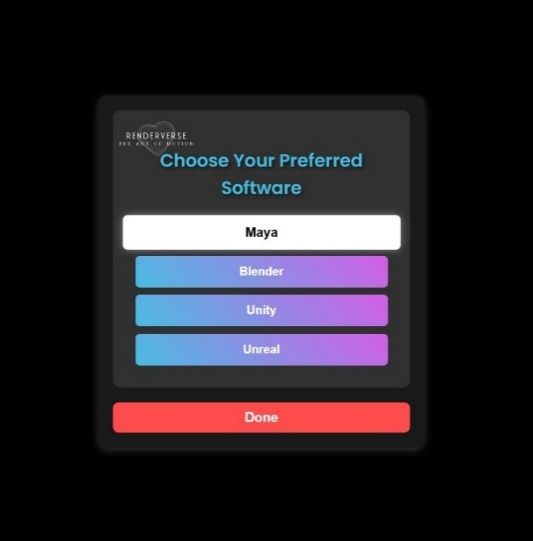 RENDERVERSE
THE ART OF MOTION
Choose Your Preferred
Software
Maya
Blender
Unity
Unreal
Done